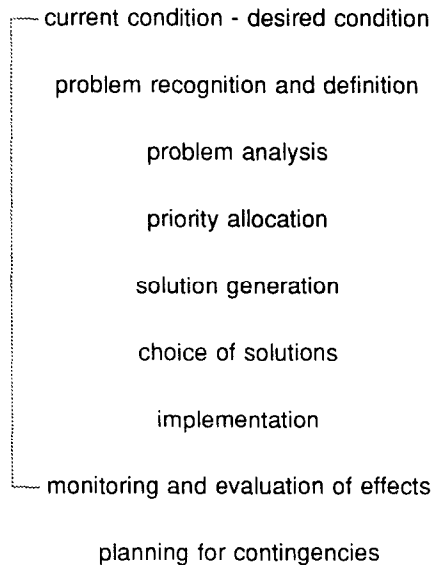 current condition - desired condition
problem recognition and definition
problem analysis
priority allocation
solution generation
choice of solutions
implementation
monitoring and evaluation of effects
planning for contingencies